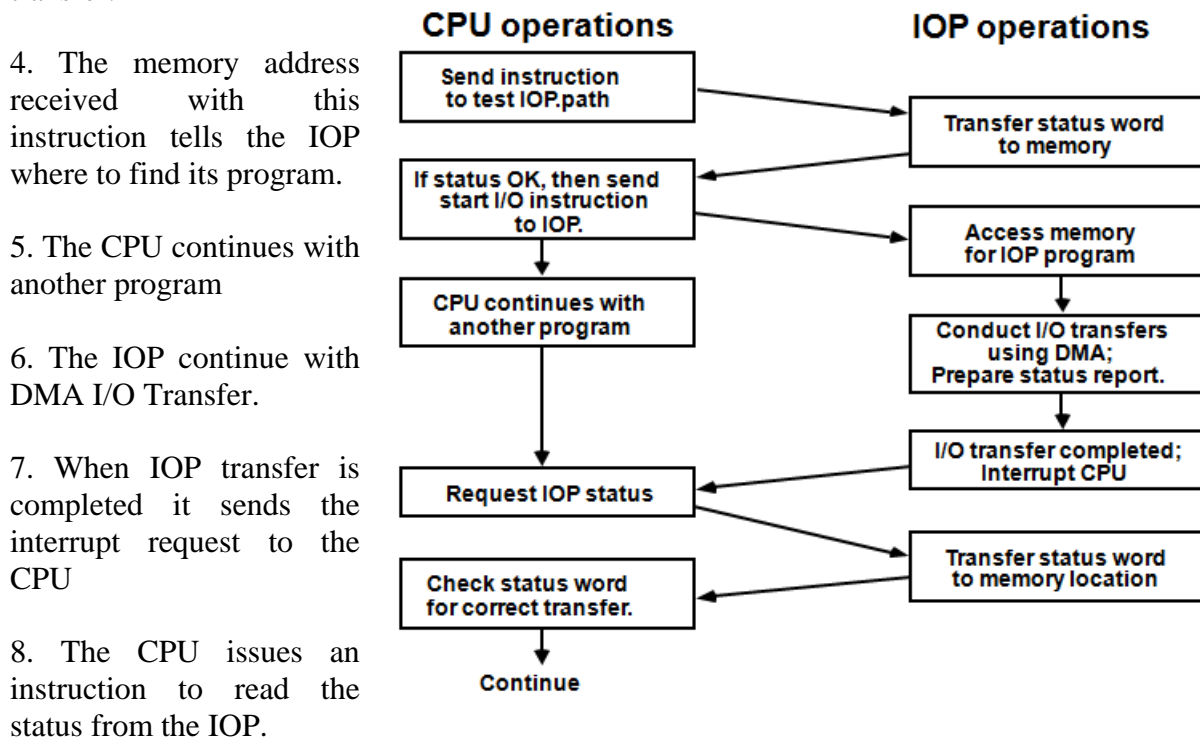 4. The memory address
received with this
instruction tells the IOP
where to find its program.
5. The CPU continues with
another program
6. The IOP continue with
DMA I/O Transfer.
7. When IOP transfer is
completed it sends the
interrupt request to the
CPU
8. The CPU issues an
instruction to read the
status from the IOP.
CPU operations
IOP operations
Send instruction
to test IOP.path
Transfer status word
to memory
If status OK, then send
start I/O instruction
to IOP.
Access memory
for IOP program
CPU continues with
another program
Conduct I/O transfers
using DMA;
Prepare status report.
I/O transfer completed;
Interrupt CPU
Request IOP status
Transfer status word
to memory location
Check status word
for correct transfer.
Continue